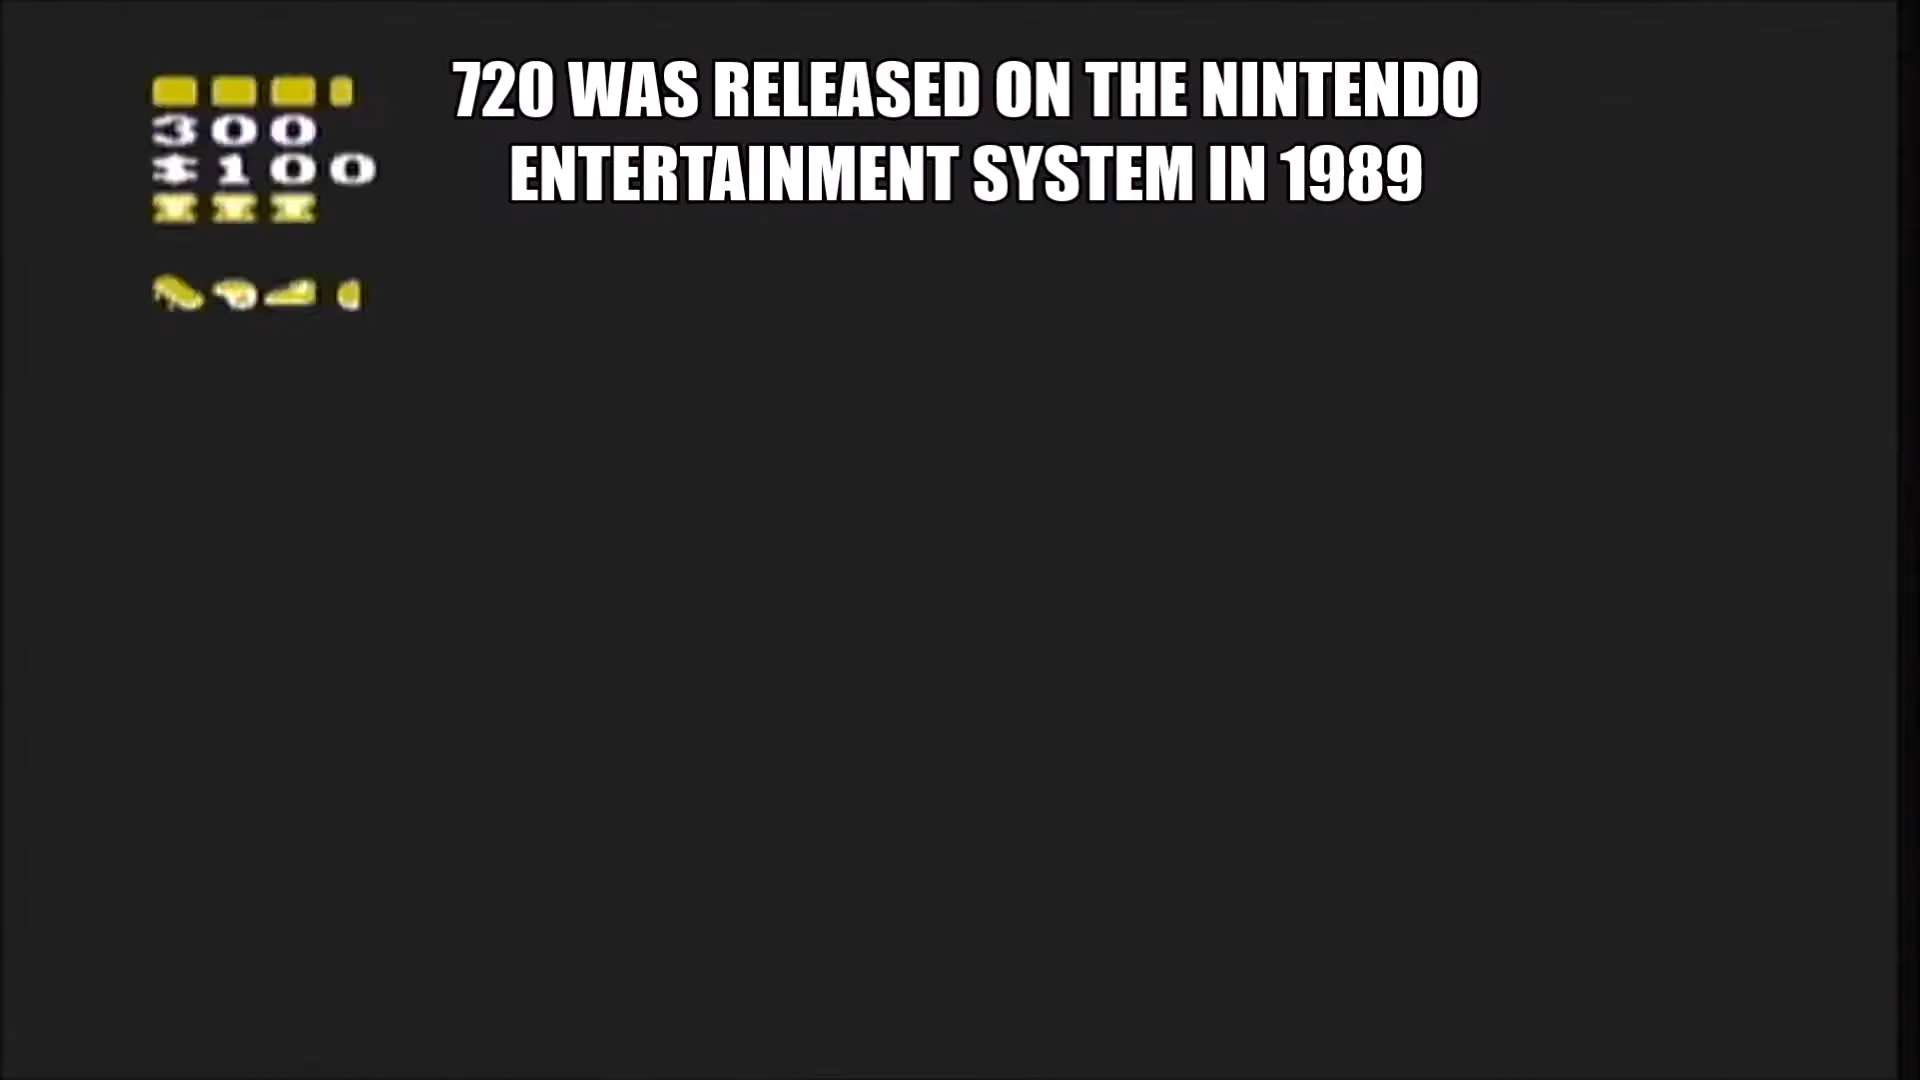 720 WAS RELEASED ON THE NINTENDO
ENTERTAINMENT SYSTEM IN 1989
300
$100